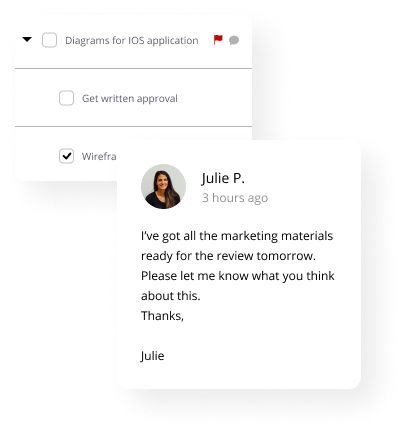 Diagrams for IOS application
Get written approval
Wirefra
Julie P.
3 hours ago
I've got all the marketing materials
ready for the review tomorrow.
Please let me know what you think
about this.
Thanks,
Julie